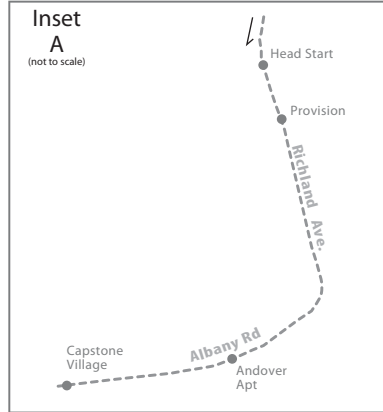 Inset
A
(not to scale)
Head Start
Provision
Richland Ave.
Albany Rd
Capstone
Village
Andover
Apt